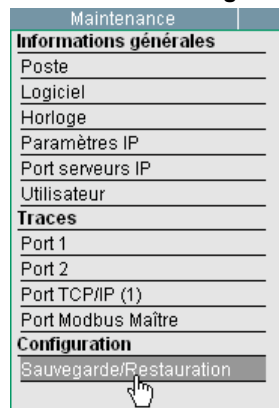 Maintenance
Informations générales
Poste
Logiciel
Horloge
Paramètres IP
Port serveurs IP
Utilisateur
Traces
Port 1
Port 2
Port TCP/IP (1)
Port Modbus Maître
Configuration
Sauvegarde/Restauration